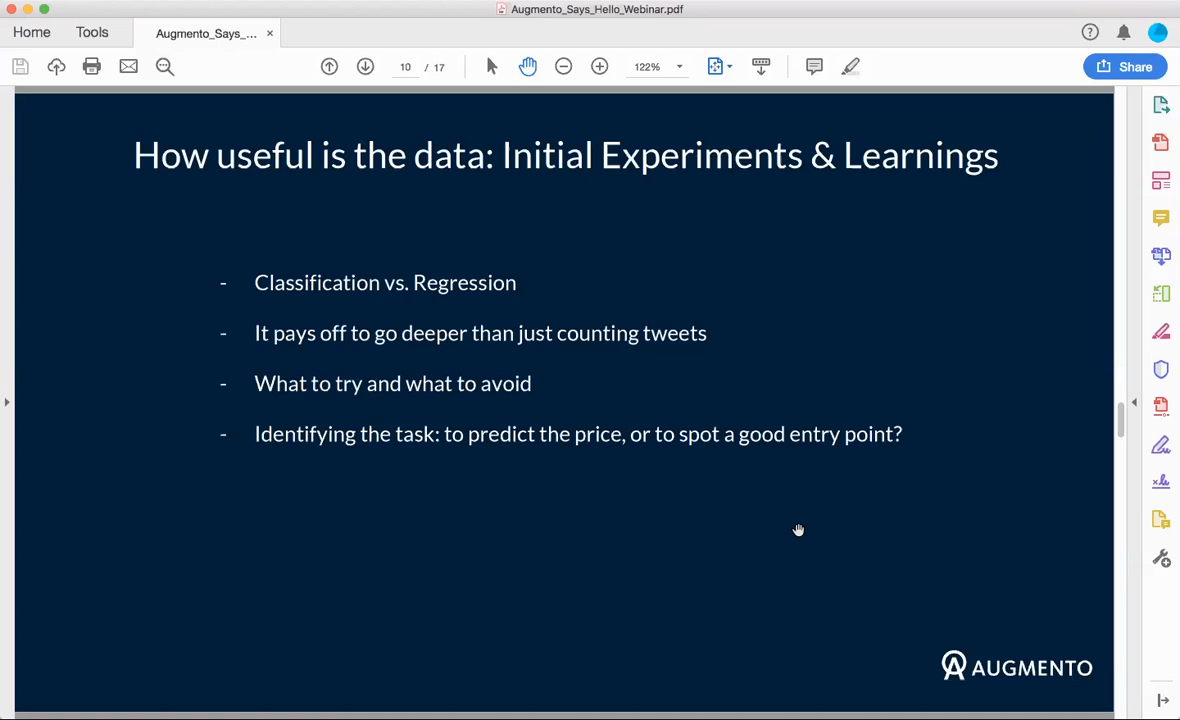 Augmento_Says_Hello_Webinar.pdf
Home Tools Augmento_Says_... ×
10 / 17 122% Share
How useful is the data: Initial Experiments & Learnings
- Classification vs. Regression
- It pays off to go deeper than just counting tweets
- What to try and what to avoid
- Identifying the task: to predict the price, or to spot a good entry point?
AUGMENTO